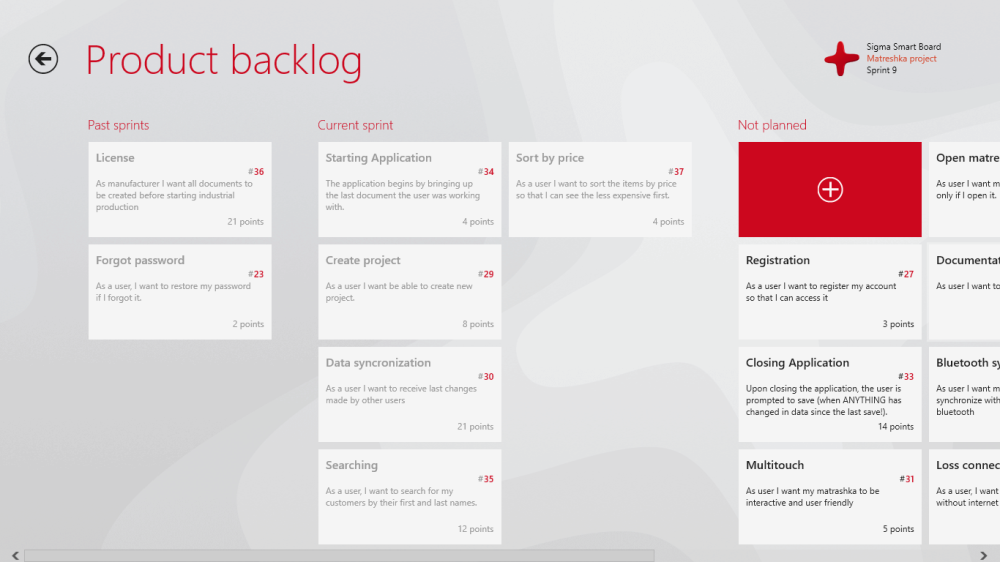 Product backlog
Sigma Smart Board
Matreshka project
Sprint 9
Past sprints
License
#36
As manufacturer I want all documents to
be created before starting industrial
production
21 points
Forgot password
#23
As a user, I want to restore my password
if I forgot it.
2 points
Current sprint
Starting Application
#34
The application begins by bringing up
the last document the user was working
with.
4 points
Create project
#29
As a user I want be able to create new
project.
8 points
Data syncronization
#30
As a user I want to receive last changes
made by other users
21 points
Searching
#35
As a user, I want to search for my
customers by their first and last names.
12 points
Sort by price
#37
As a user I want to sort the items by price
so that I can see the less expensive first.
4 points
Not planned
Registration
#27
As a user I want to register my account
so that I can access it
3 points
Closing Application
#33
Upon closing the application, the user is
prompted to save (when ANYTHING has
changed in data since the last save!).
14 points
Multitouch
#31
As user I want my matrashka to be
interactive and user friendly
5 points
Open matre
As user I want m
only if I open it.
Documentat
As user I want to
Bluetooth sy
As user I want m
synchronize with
bluetooth
Loss connec
As a user, I want
without internet